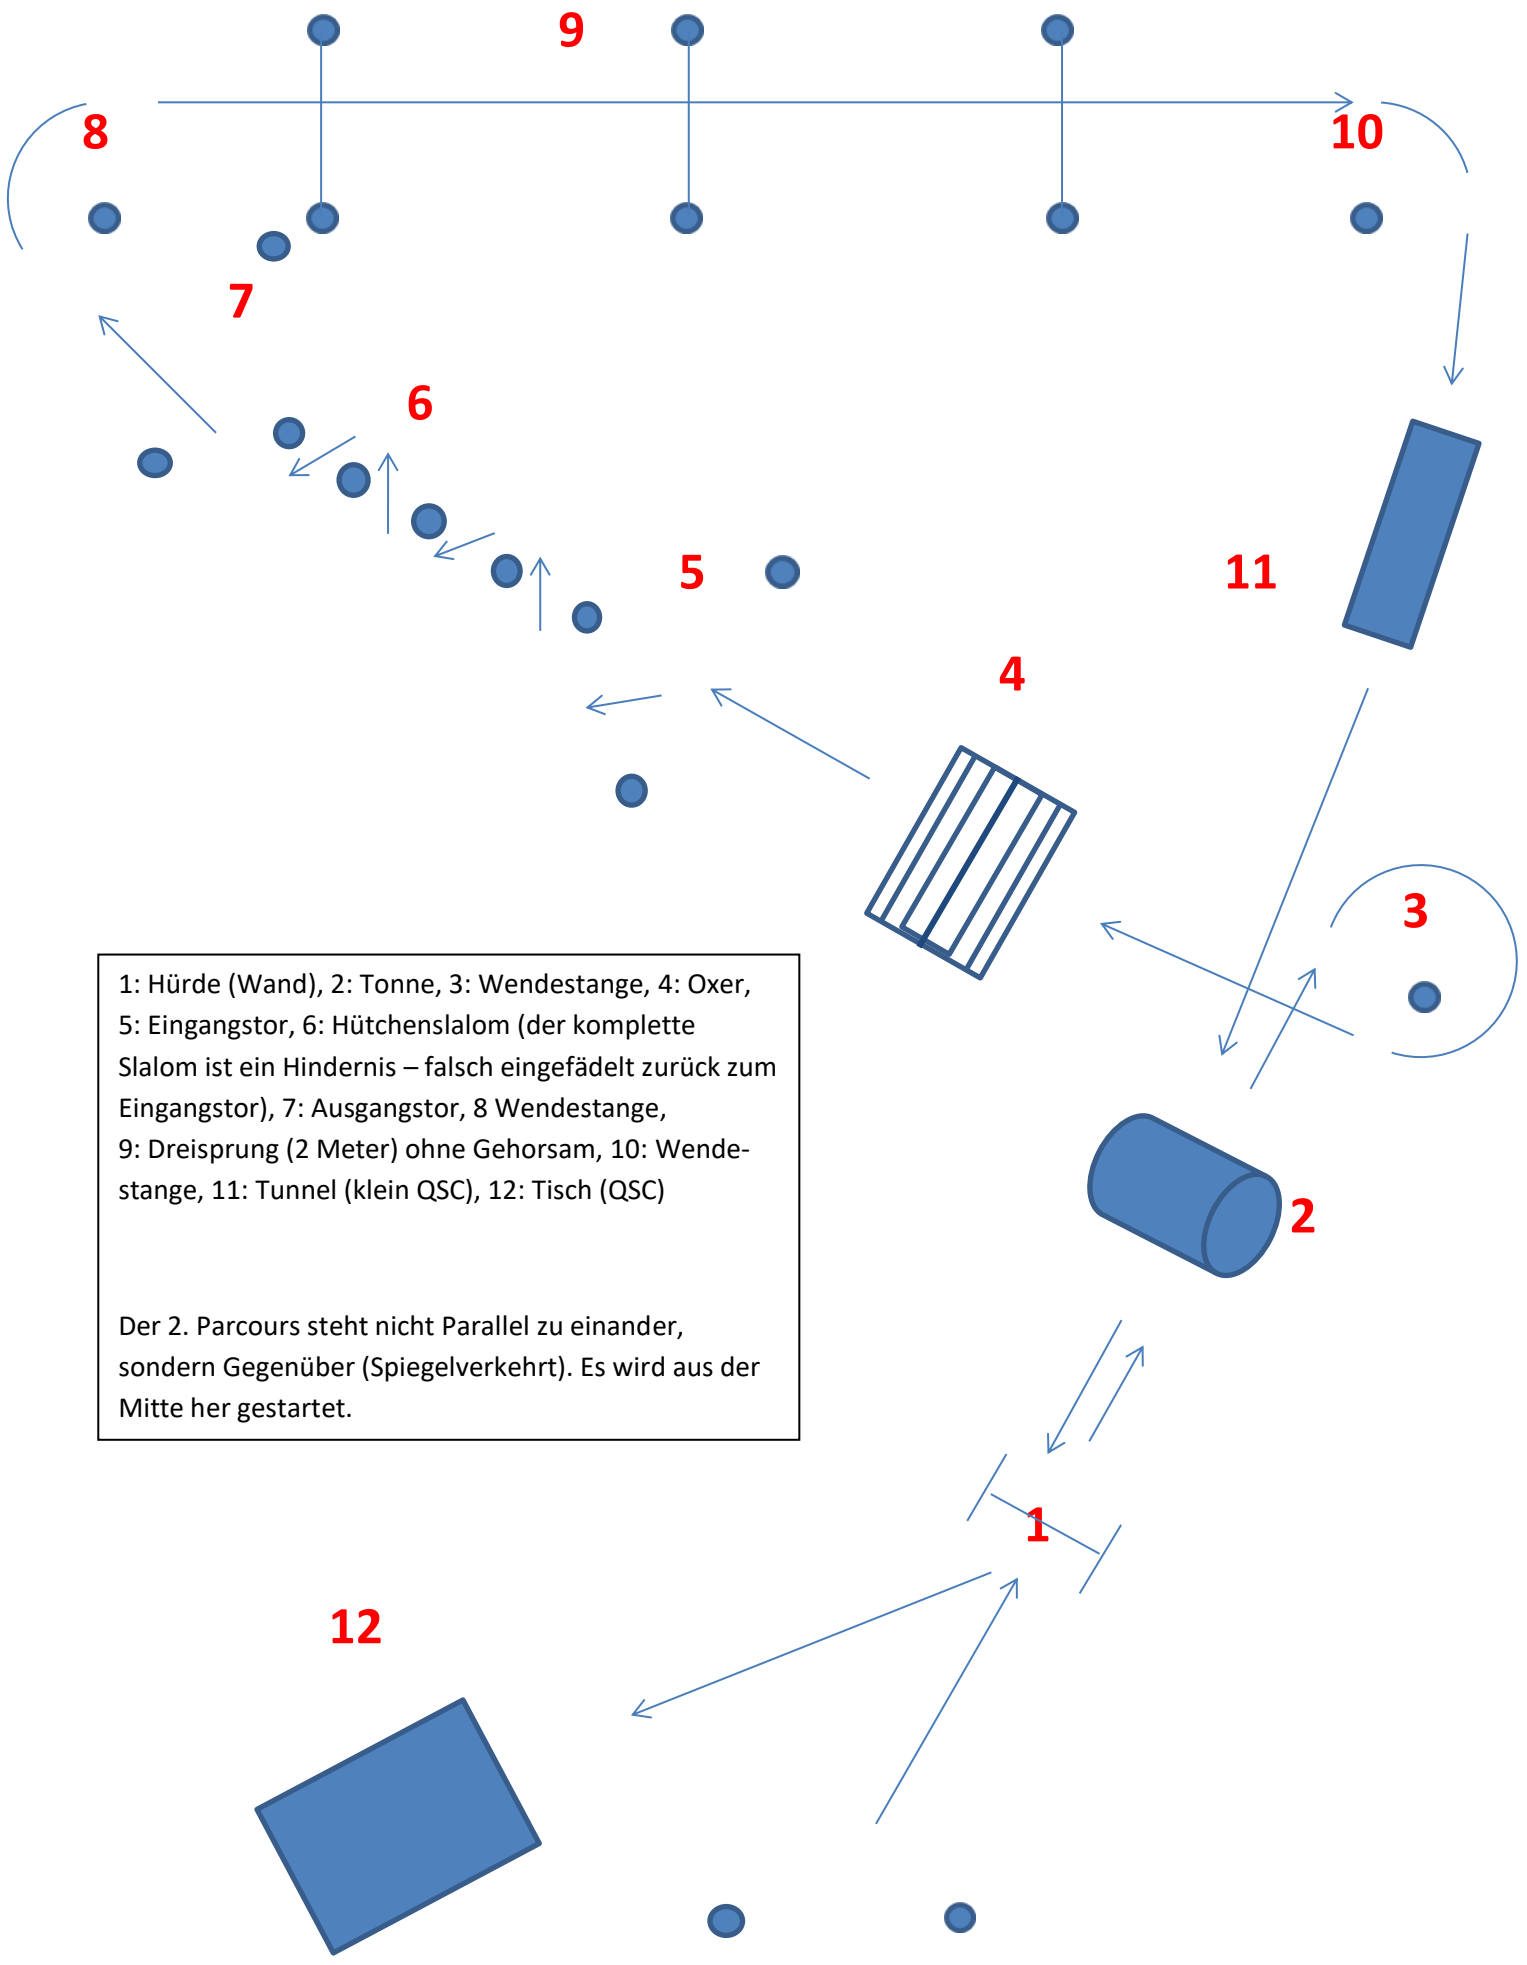 9
8
10
7
6
5
11
4
3
1: Hürde (Wand), 2: Tonne, 3: Wendestange, 4: Oxer,
5: Eingangstor, 6: Hütchenslalom (der komplette
Slalom ist ein Hindernis – falsch eingefädelt zurück zum
Eingangstor), 7: Ausgangstor, 8 Wendestange,
9: Dreisprung (2 Meter) ohne Gehorsam, 10: Wende-
stange, 11: Tunnel (klein QSC), 12: Tisch (QSC)
Der 2. Parcours steht nicht Parallel zu einander,
sondern Gegenüber (Spiegelverkehrt). Es wird aus der
Mitte her gestartet.
2
1
12